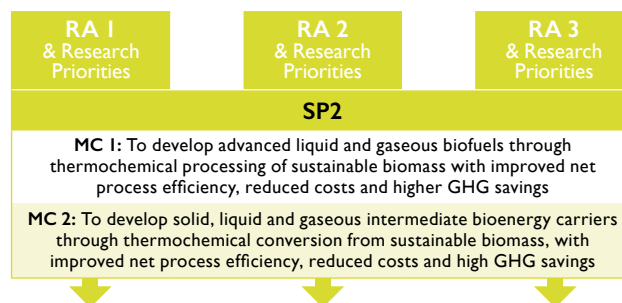 RA 1
& Research
Priorities
RA 2
& Research
Priorities
RA 3
& Research
Priorities
SP2
MC 1: To develop advanced liquid and gaseous biofuels through
thermochemical processing of sustainable biomass with improved net
process efficiency, reduced costs and higher GHG savings
MC 2: To develop solid, liquid and gaseous intermediate bioenergy carriers
through thermochemical conversion from sustainable biomass, with
improved net process efficiency, reduced costs and high GHG savings